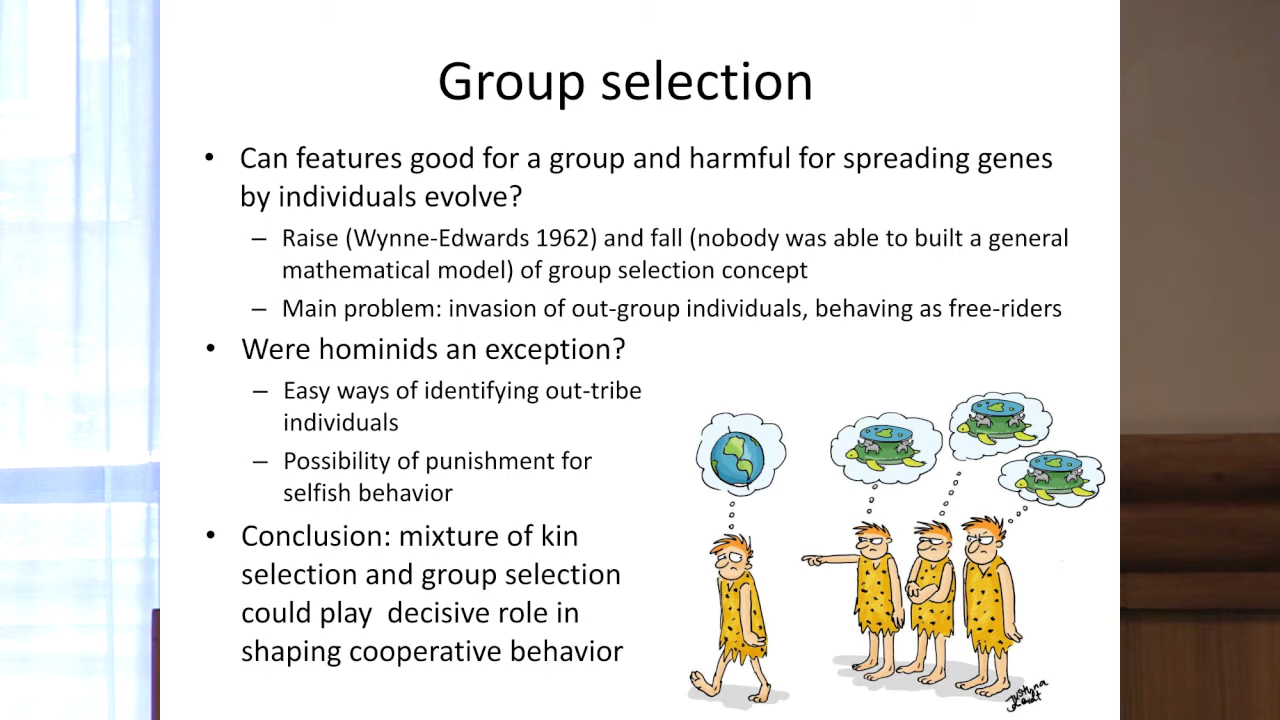 Group selection
• Can features good for a group and harmful for spreading genes
by individuals evolve?
– Raise (Wynne-Edwards 1962) and fall (nobody was able to built a general
mathematical model) of group selection concept
– Main problem: invasion of out-group individuals, behaving as free-riders
• Were hominids an exception?
– Easy ways of identifying out-tribe
individuals
– Possibility of punishment for
selfish behavior
• Conclusion: mixture of kin
selection and group selection
could play decisive role in
shaping cooperative behavior